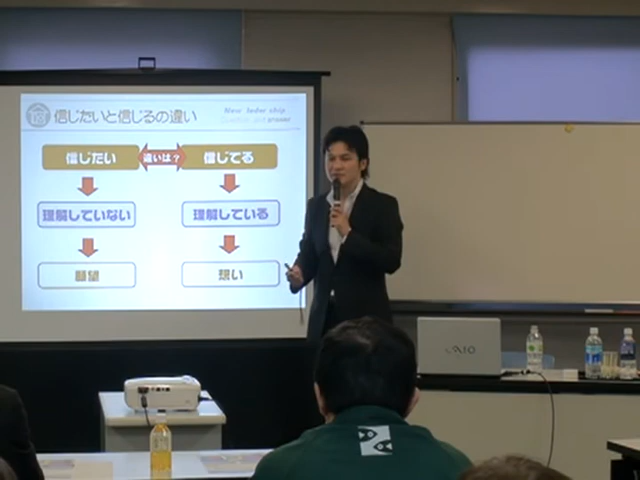 信じたいと信じるの違い
New leder ship
信じたい
違いは？
信じてる
理解していない
理解している
願望
想い
VAIO